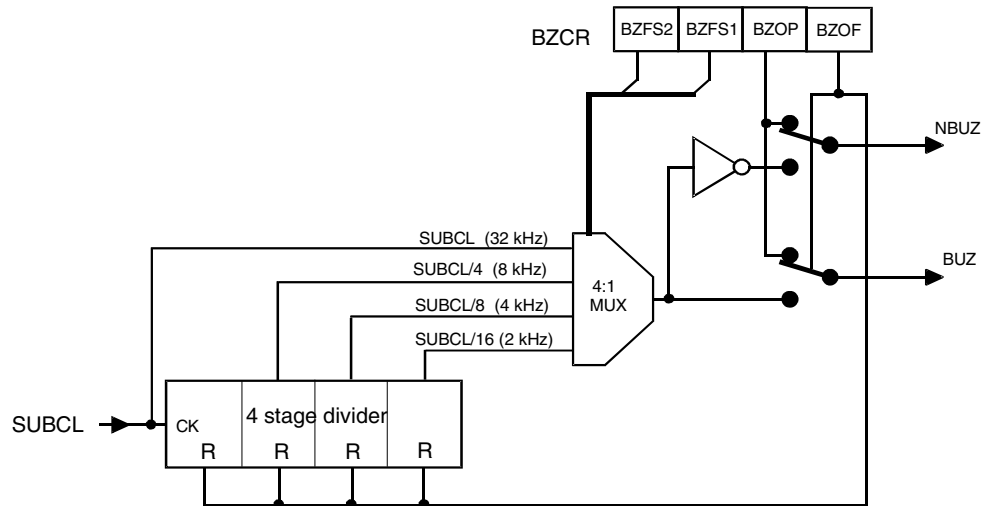 BZCR
BZFS2 BZFS1 BZOP BZOF
NBUZ
SUBCL (32 kHz)
SUBCL/4 (8 kHz)
BUZ
4:1
MUX
SUBCL/8 (4 kHz)
SUBCL/16 (2 kHz)
SUBCL
CK
4 stage divider
R R R R